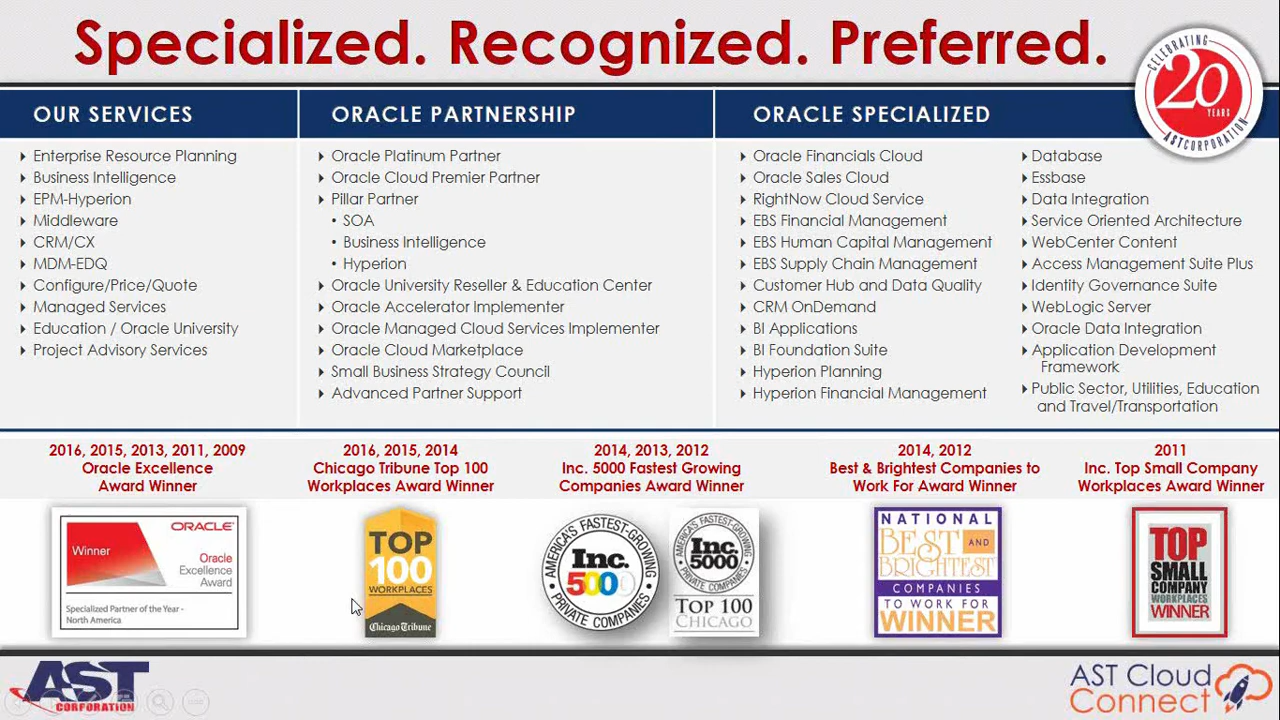 Specialized. Recognized. Preferred.
CELEBRATING
20
YEARS
AST CORPORATION
OUR SERVICES
Enterprise Resource Planning
Business Intelligence
EPM-Hyperion
Middleware
CRM/CX
MDM-EDQ
Configure/Price/Quote
Managed Services
Education / Oracle University
Project Advisory Services
ORACLE PARTNERSHIP
Oracle Platinum Partner
Oracle Cloud Premier Partner
Pillar Partner
• SOA
• Business Intelligence
• Hyperion
Oracle University Reseller & Education Center
Oracle Accelerator Implementer
Oracle Managed Cloud Services Implementer
Oracle Cloud Marketplace
Small Business Strategy Council
Advanced Partner Support
ORACLE SPECIALIZED
Oracle Financials Cloud
Oracle Sales Cloud
RightNow Cloud Service
EBS Financial Management
EBS Human Capital Management
EBS Supply Chain Management
Customer Hub and Data Quality
CRM OnDemand
BI Applications
BI Foundation Suite
Hyperion Planning
Hyperion Financial Management
Database
Essbase
Data Integration
Service Oriented Architecture
WebCenter Content
Access Management Suite Plus
Identity Governance Suite
WebLogic Server
Oracle Data Integration
Application Development
Framework
Public Sector, Utilities, Education
and Travel/Transportation
2016, 2015, 2013, 2011, 2009
Oracle Excellence
Award Winner
ORACLE
Winner
Oracle
Excellence
Award
Specialized Partner of the Year -
North America
2016, 2015, 2014
Chicago Tribune Top 100
Workplaces Award Winner
TOP
100
WORKPLACES
Chicago Tribune
2014, 2013, 2012
Inc. 5000 Fastest Growing
Companies Award Winner
AMERICA'S FASTEST-GROWING
Inc.
5000
PRIVATE COMPANIES
AMERICA'S FASTEST-GROWING
Inc.
5000
PRIVATE COMPANIES
TOP 100
CHICAGO
2014, 2012
Best & Brightest Companies to
Work For Award Winner
NATIONAL
BEST AND
BRIGHTEST
COMPANIES
TO WORK FOR
WINNER
2011
Inc. Top Small Company
Workplaces Award Winner
TOP
SMALL
COMPANY
WORKPLACES
WINNER
AST
CORPORATION
AST Cloud
Connect